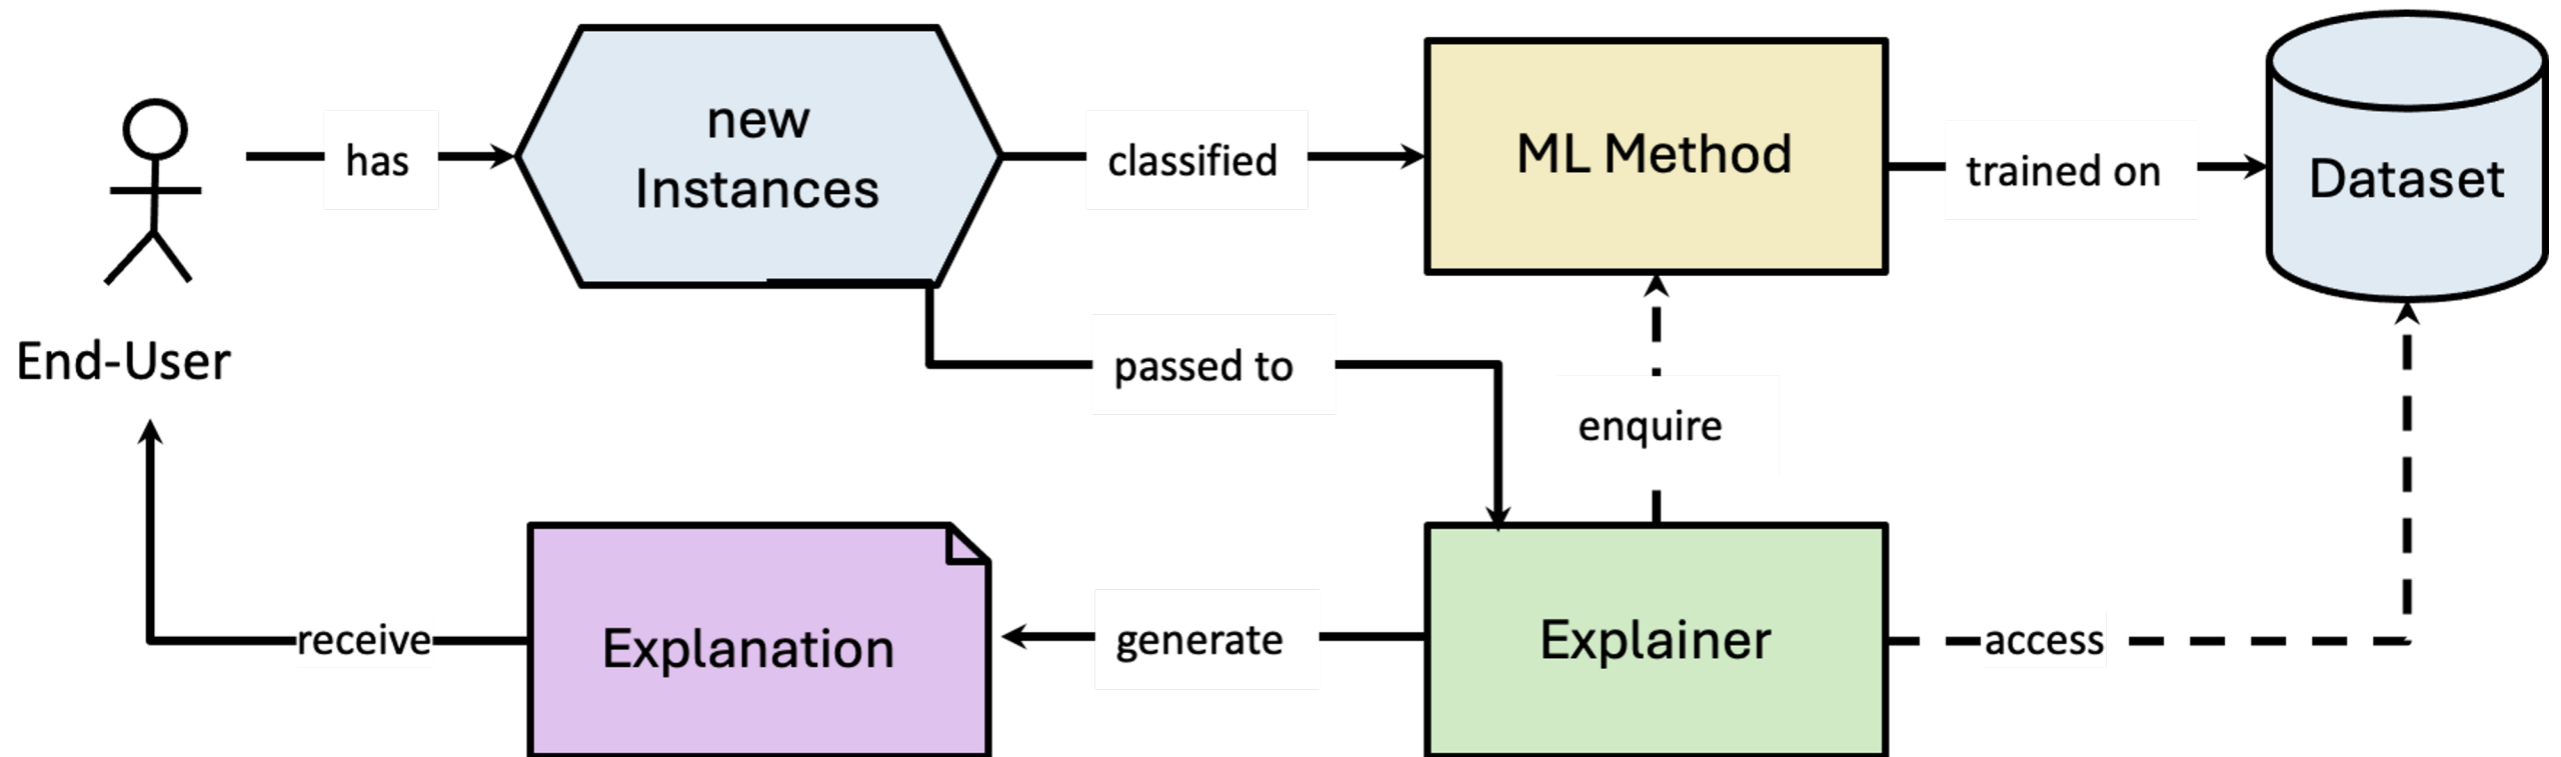 new
Instances
has
classified
ML Method
trained on
Dataset
End-User
passed to
enquire
receive
Explanation
generate
Explainer
access